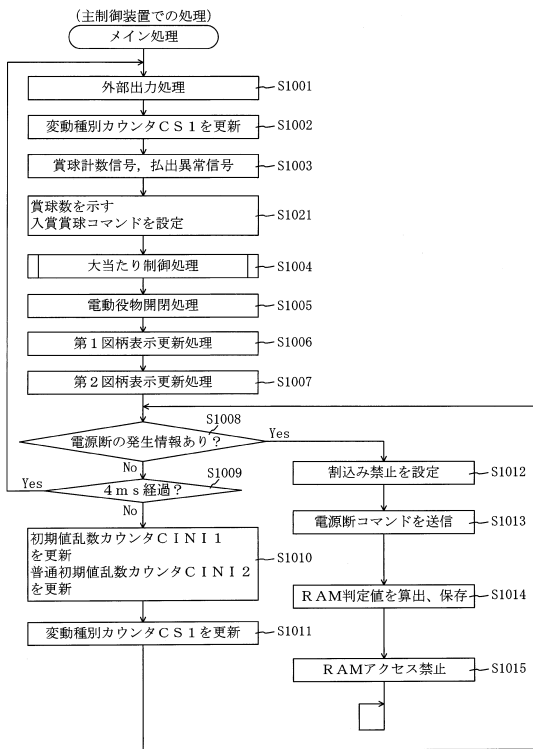 (主制御装置での処理)
メイン処理
外部出力処理
S1001
変動種別カウンタCS1を更新
S1002
賞球計数信号，払出異常信号
S1003
賞球数を示す
入賞賞球コマンドを設定
S1021
大当たり制御処理
S1004
電動役物開閉処理
S1005
第1図柄表示更新処理
S1006
第2図柄表示更新処理
S1007
S1008
電源断の発生情報あり？
Yes
No
S1009
Yes
4ms経過？
No
初期値乱数カウンタCINI1
を更新
普通初期値乱数カウンタCINI2
を更新
S1010
変動種別カウンタCS1を更新
S1011
割込み禁止を設定
S1012
電源断コマンドを送信
S1013
RAM判定値を算出、保存
S1014
RAMアクセス禁止
S1015